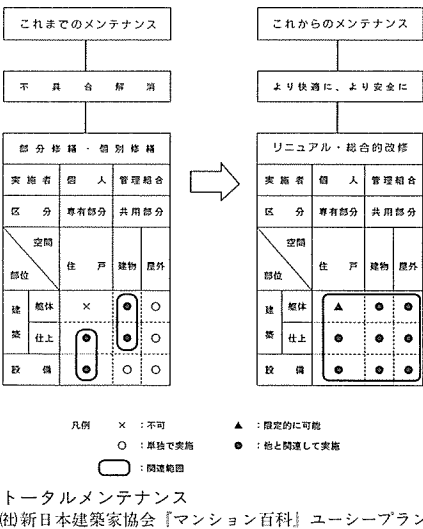 これまでのメンテナンス
不具合解消
部分修繕・個別修繕
実施者 個人 管理組合
区分 専有部分 共用部分
空間
部位
住戸 建物 屋外
建築 躯体 × ● ○
仕上 ● ● ○
設備 ● ○ ○
これからのメンテナンス
より快適に、より安全に
リニュアル・総合的改修
実施者 個人 管理組合
区分 専有部分 共用部分
空間
部位
住戸 建物 屋外
建築 躯体 ▲ ● ●
仕上 ● ● ●
設備 ● ● ●
凡例 × :不可 ▲ :限定的に可能
○ :単独で実施 ● :他と関連して実施
:関連範囲
トータルメンテナンス
㈳新日本建築家協会『マンション百科』ユーシープラン